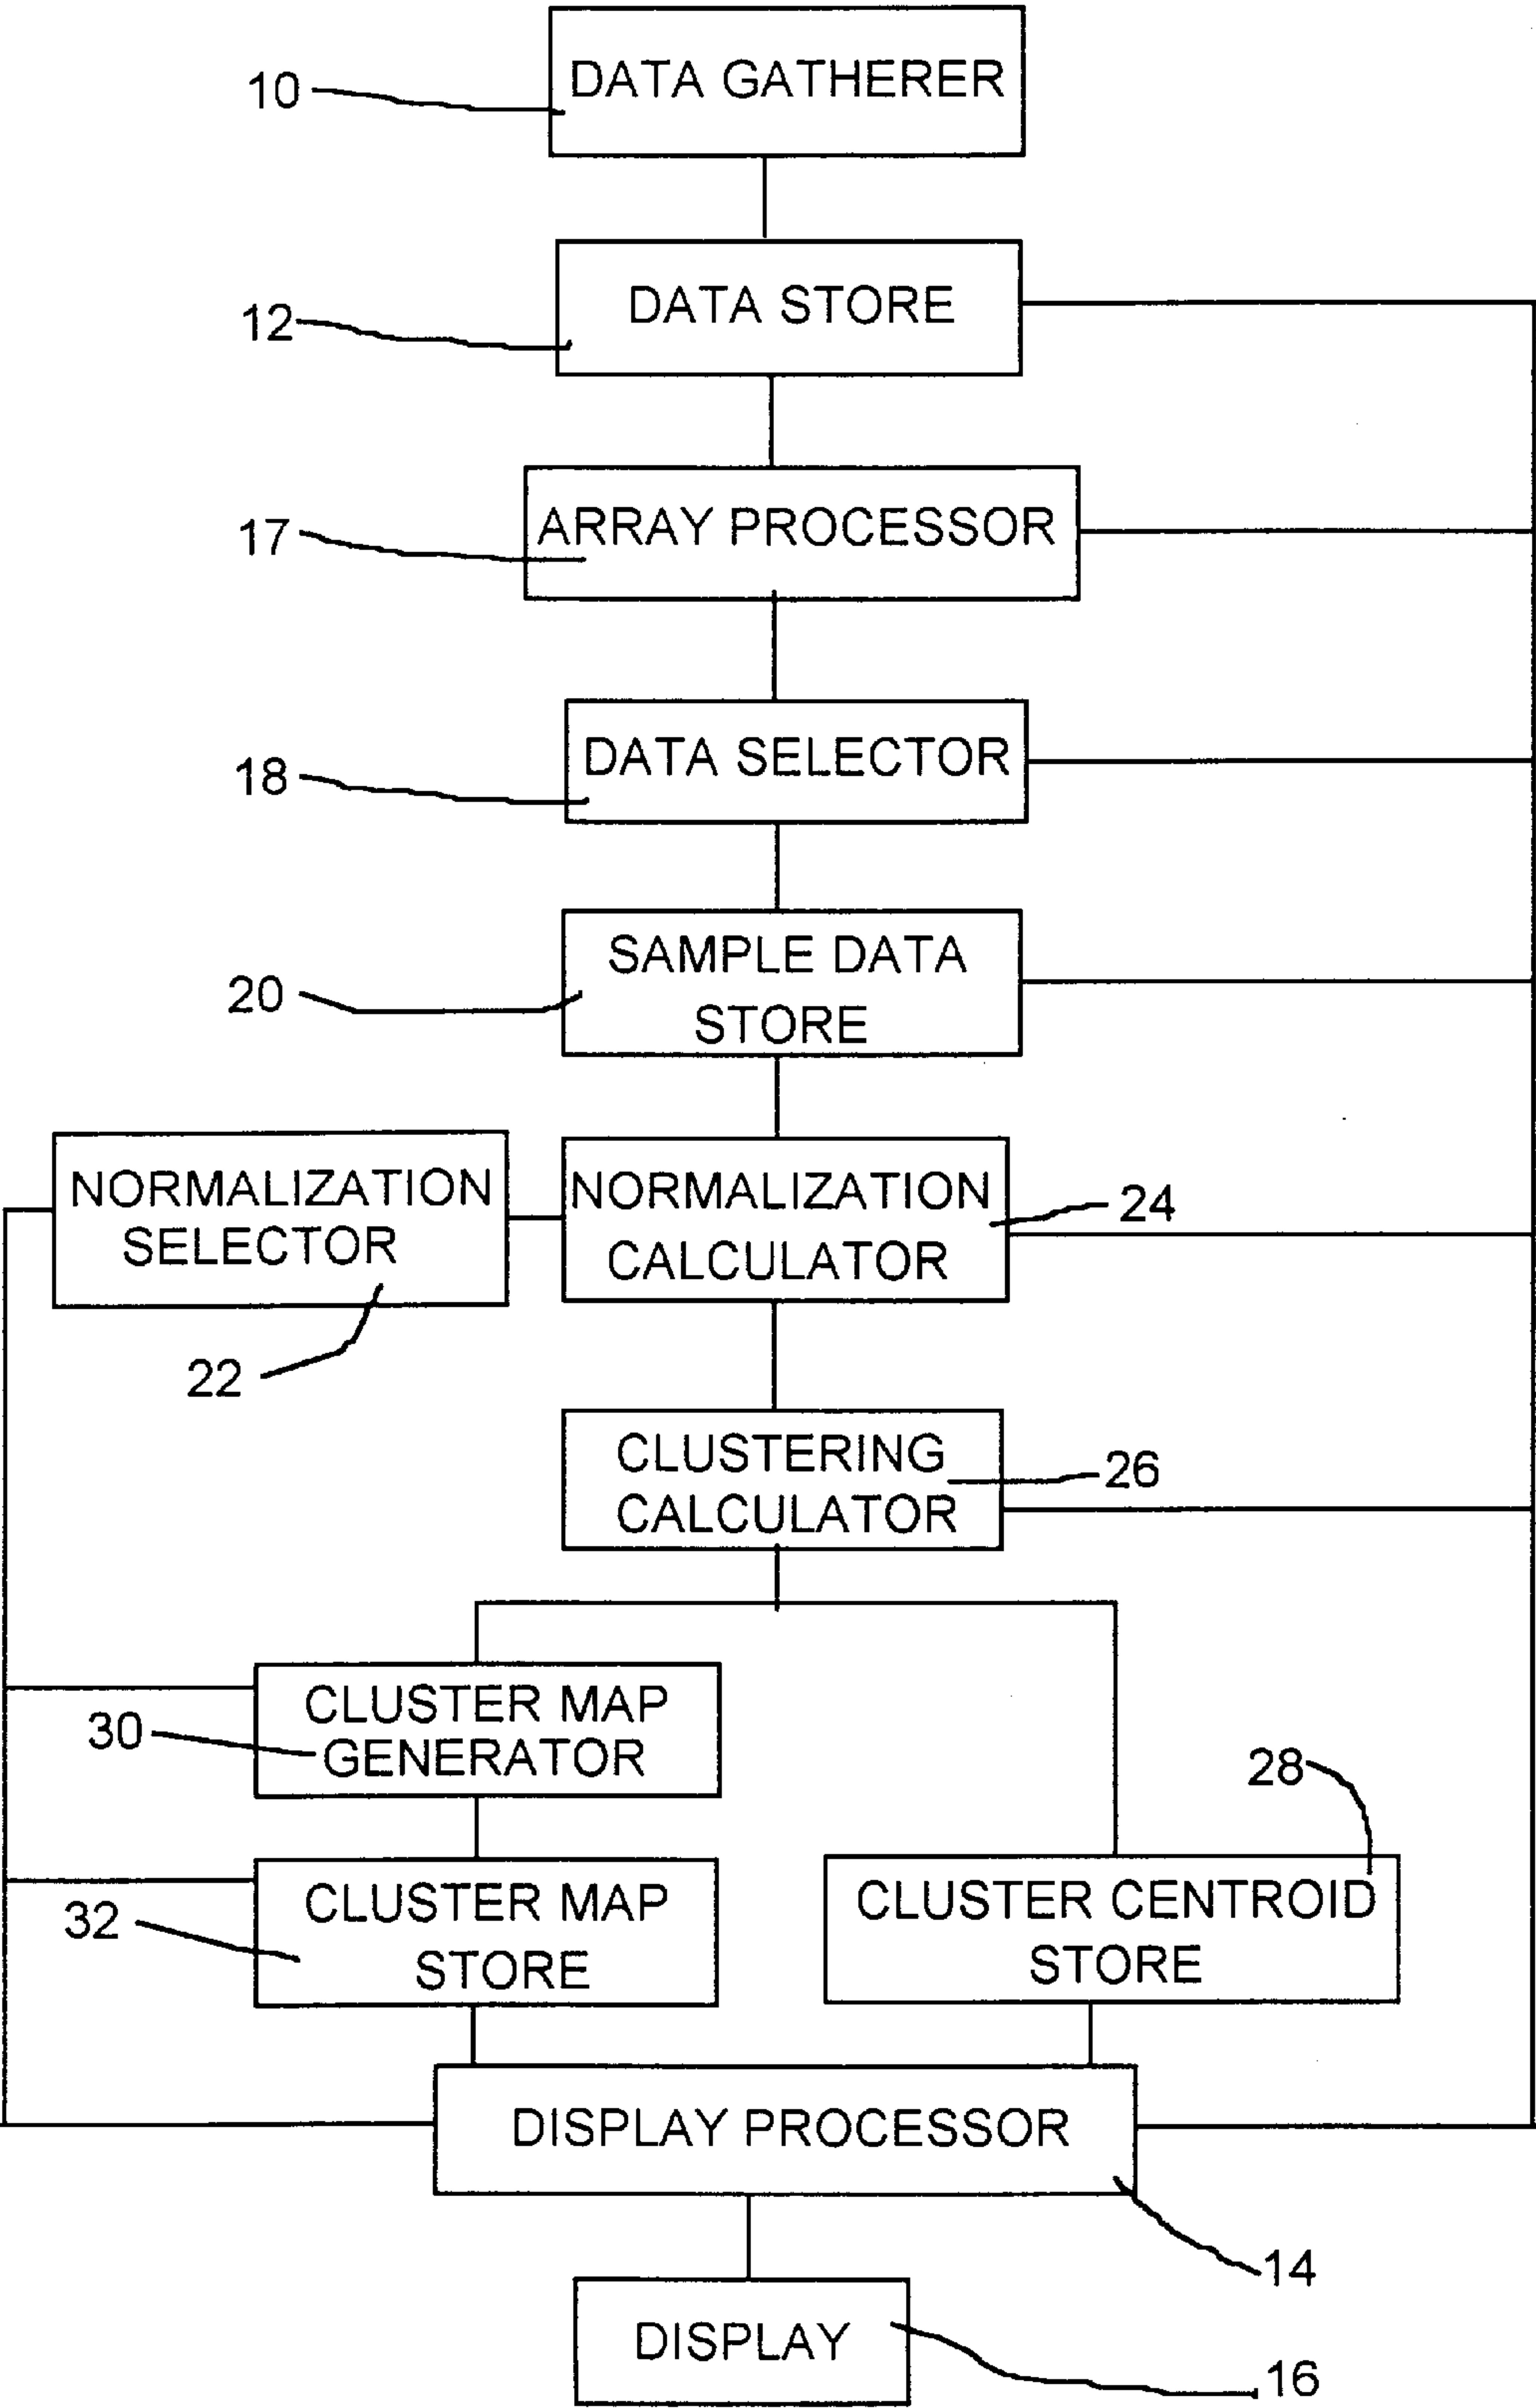 DATA GATHERER
10
DATA STORE
12
ARRAY PROCESSOR
17
DATA SELECTOR
18
SAMPLE DATA
STORE
20
NORMALIZATION
SELECTOR
22
NORMALIZATION
CALCULATOR
24
CLUSTERING
CALCULATOR
26
CLUSTER MAP
GENERATOR
30
28
CLUSTER MAP
STORE
32
CLUSTER CENTROID
STORE
DISPLAY PROCESSOR
14
DISPLAY
16